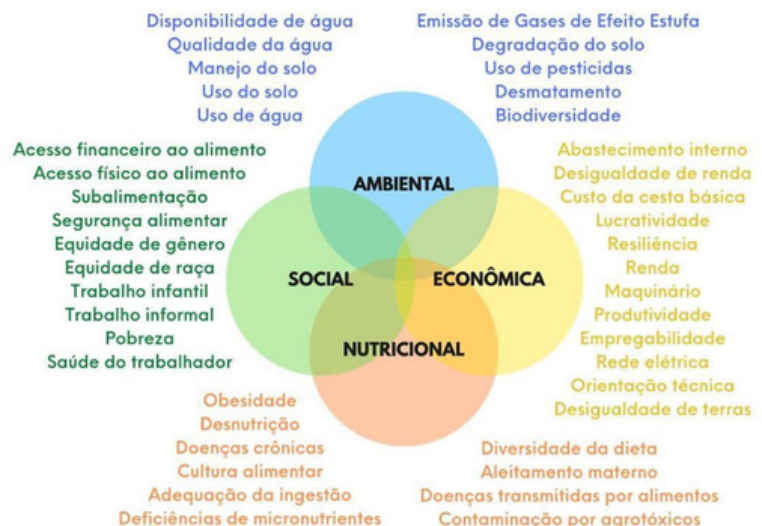 Disponibilidade de água
Qualidade da água
Manejo do solo
Uso do solo
Uso de água
Emissão de Gases de Efeito Estufa
Degradação do solo
Uso de pesticidas
Desmatamento
Biodiversidade
Acesso financeiro ao alimento
Acesso físico ao alimento
Subalimentação
Segurança alimentar
Equidade de gênero
Equidade de raça
Trabalho infantil
Trabalho informal
Pobreza
Saúde do trabalhador
AMBIENTAL
SOCIAL
ECONÔMICA
NUTRICIONAL
Abastecimento interno
Desigualdade de renda
Custo da cesta básica
Lucratividade
Resiliência
Renda
Maquinário
Produtividade
Empregabilidade
Rede elétrica
Orientação técnica
Desigualdade de terras
Obesidade
Desnutrição
Doenças crônicas
Cultura alimentar
Adequação da ingestão
Deficiências de micronutrientes
Diversidade da dieta
Aleitamento materno
Doenças transmitidas por alimentos
Contaminação por agrotóxicos